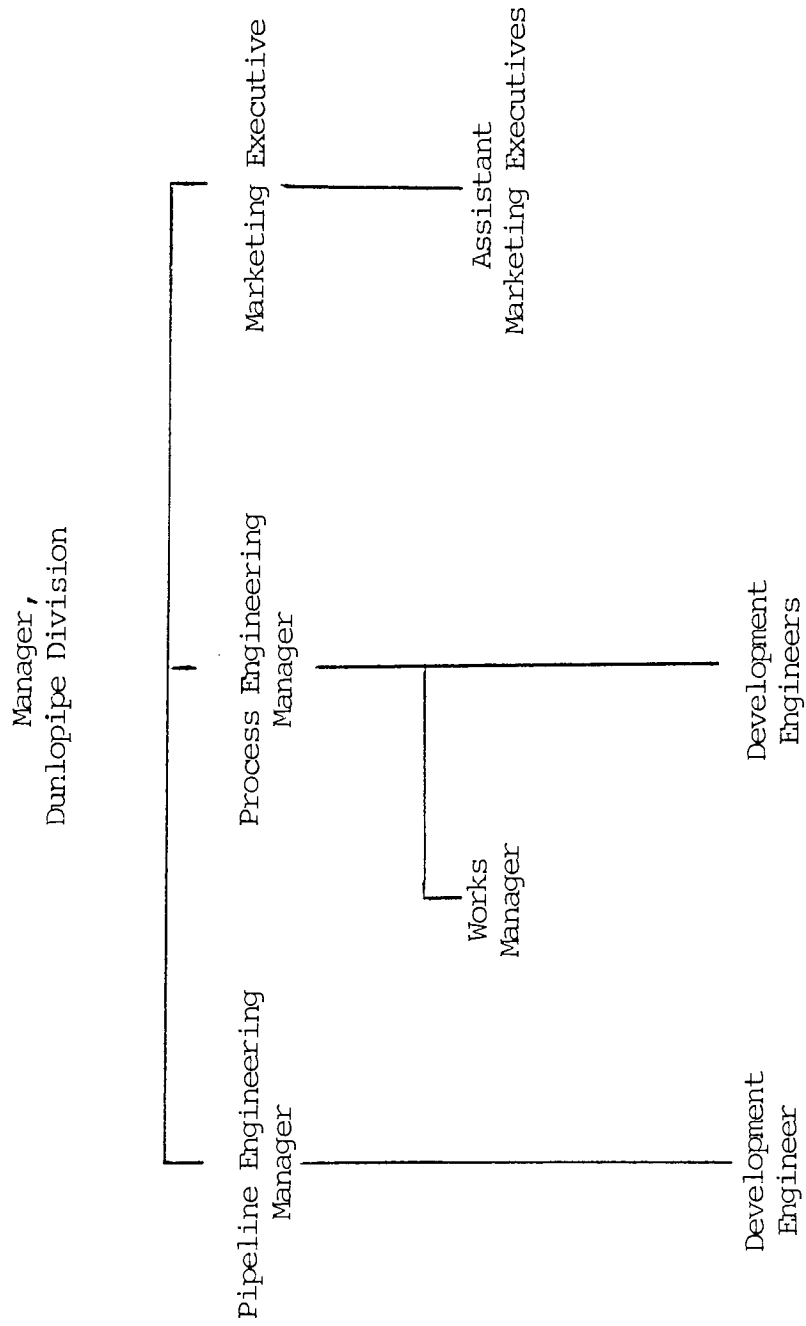 Manager,
Dunlopipe Division
Pipeline Engineering
Manager
Process Engineering
Manager
Marketing Executive
Works
Manager
Assistant
Marketing Executives
Development
Engineer
Development
Engineers